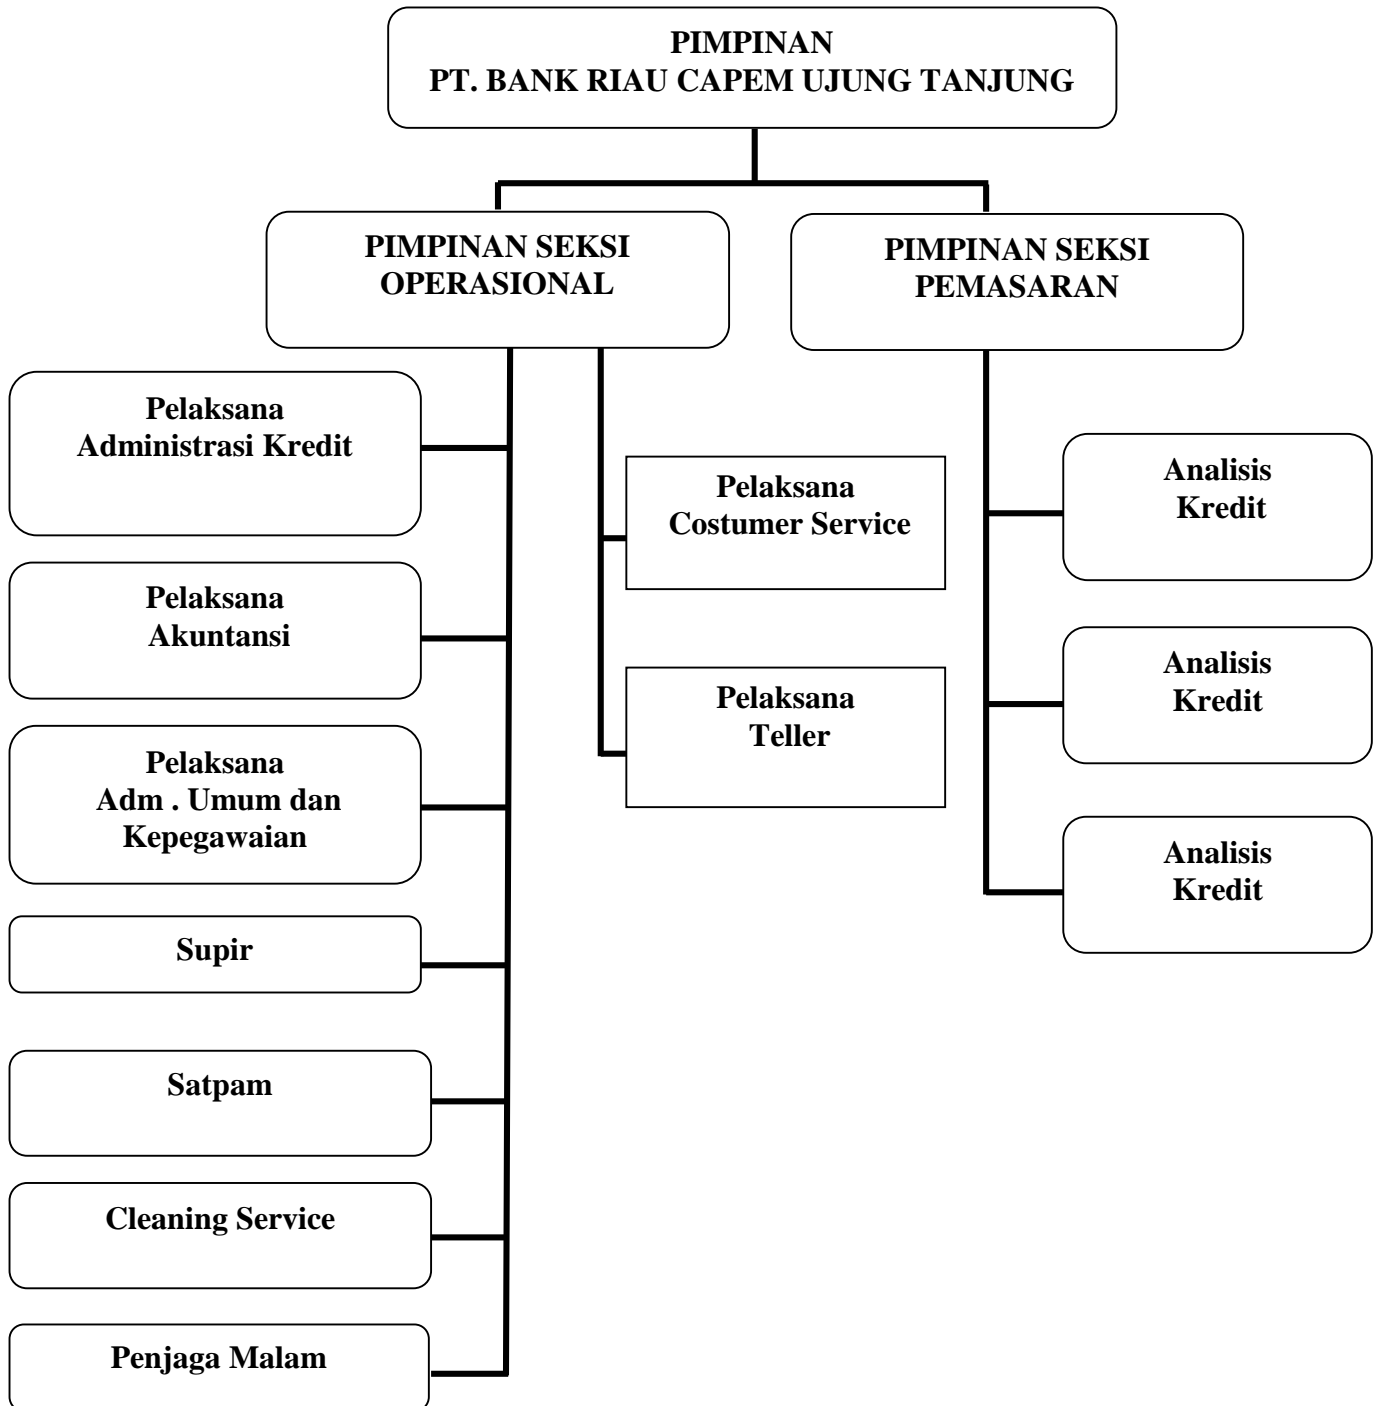 PIMPINAN
PT. BANK RIAU CAPEM UJUNG TANJUNG
PIMPINAN SEKSI
OPERASIONAL
PIMPINAN SEKSI
PEMASARAN
Pelaksana
Administrasi Kredit
Pelaksana
Akuntansi
Pelaksana
Adm . Umum dan
Kepegawaian
Supir
Satpam
Cleaning Service
Penjaga Malam
Pelaksana
Costumer Service
Pelaksana
Teller
Analisis
Kredit
Analisis
Kredit
Analisis
Kredit